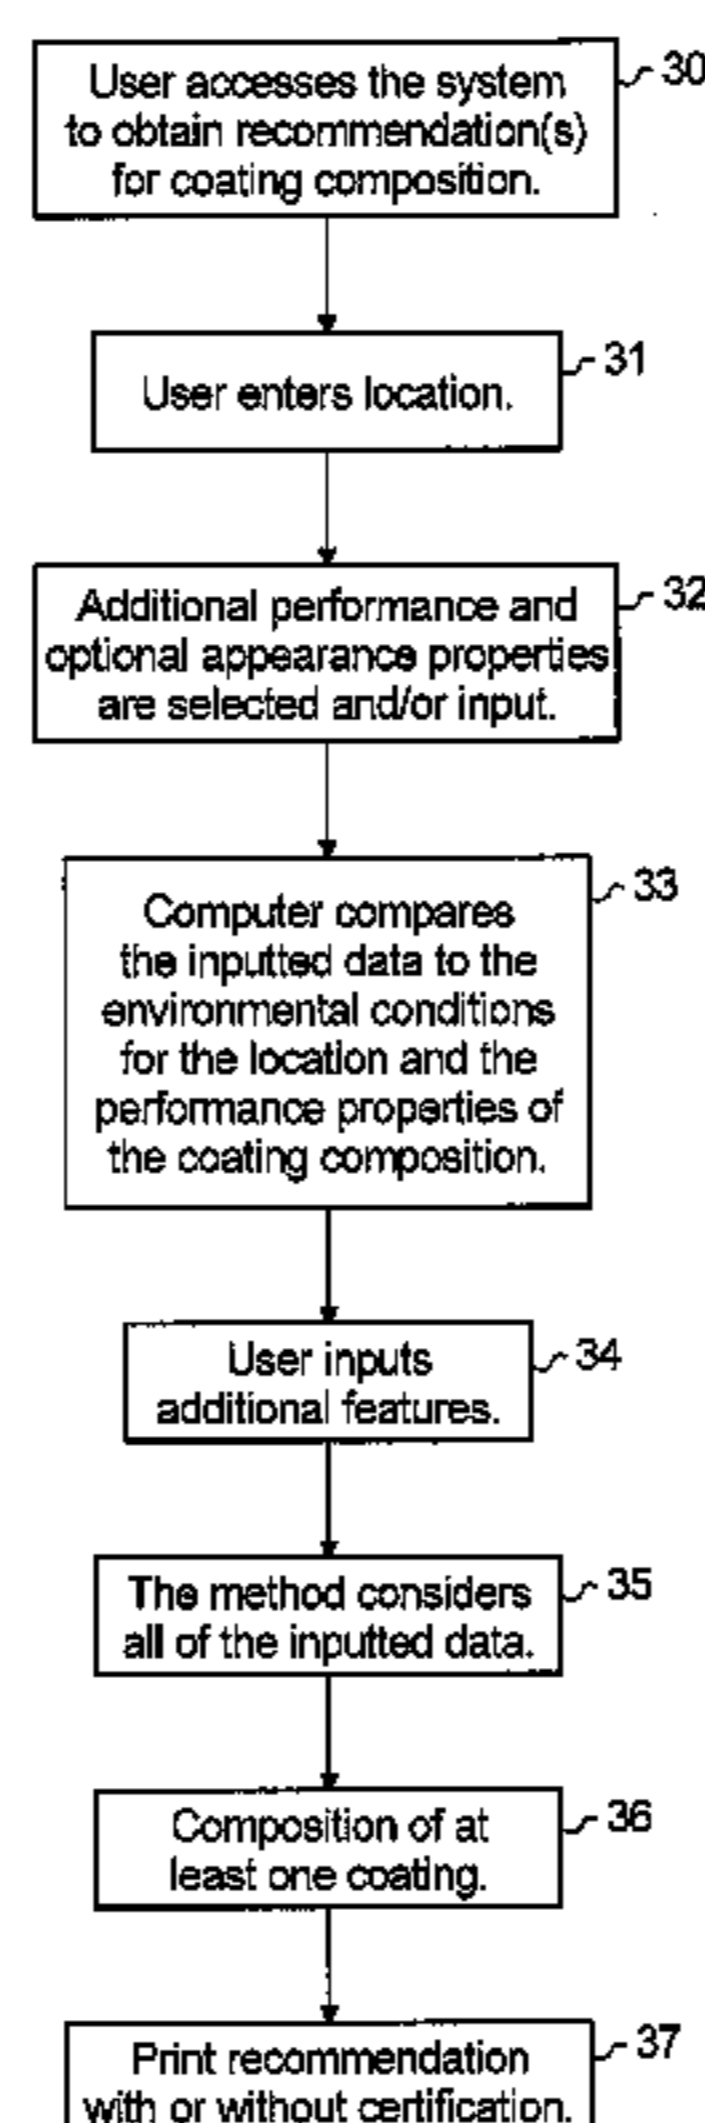 User accesses the system
to obtain recommendation(s)
for coating composition.
30
User enters location.
31
Additional performance and
optional appearance properties
are selected and/or input.
32
Computer compares
the inputted data to the
environmental conditions
for the location and the
performance properties of
the coating composition.
33
User inputs
additional features.
34
The method considers
all of the inputted data.
35
Composition of at
least one coating.
36
Print recommendation
with or without certification.
37